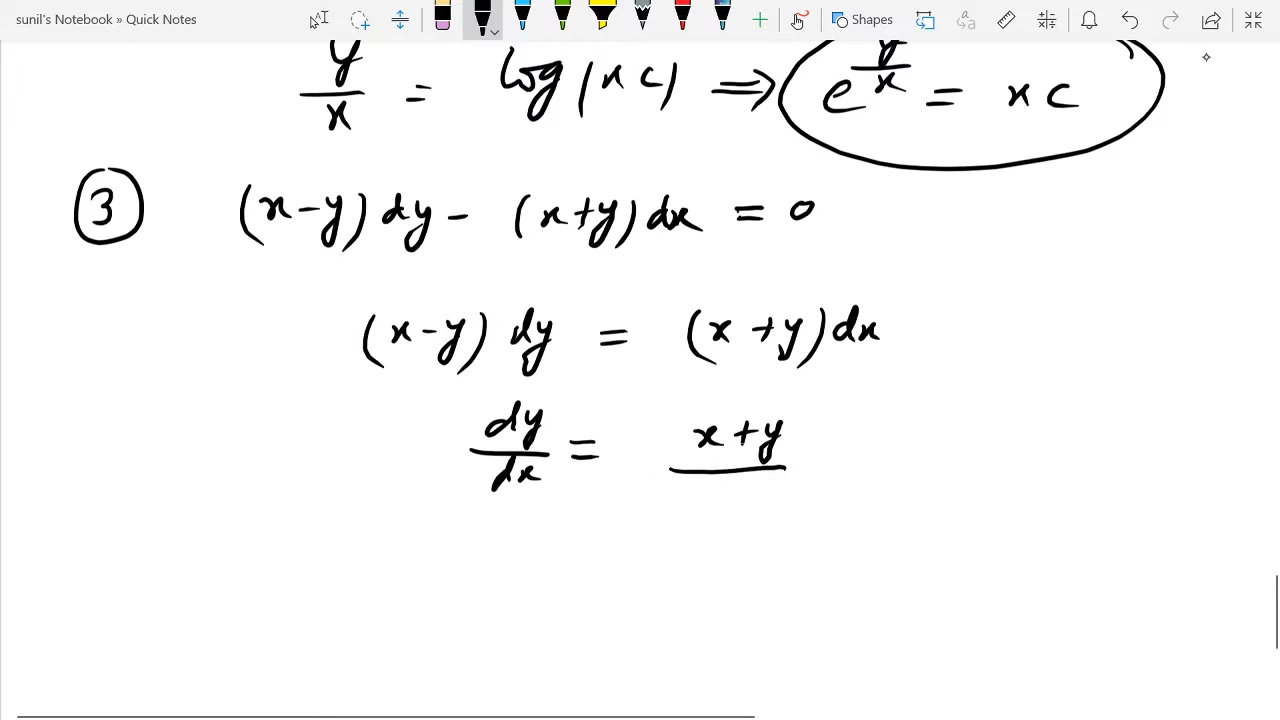 sunil's Notebook » Quick Notes
Shapes
y/x = log(xc) ⇒ e^(y/x) = xc
③ (x-y)dy - (x+y)dx = 0
(x-y) dy = (x+y)dx
dy/dx = x+y